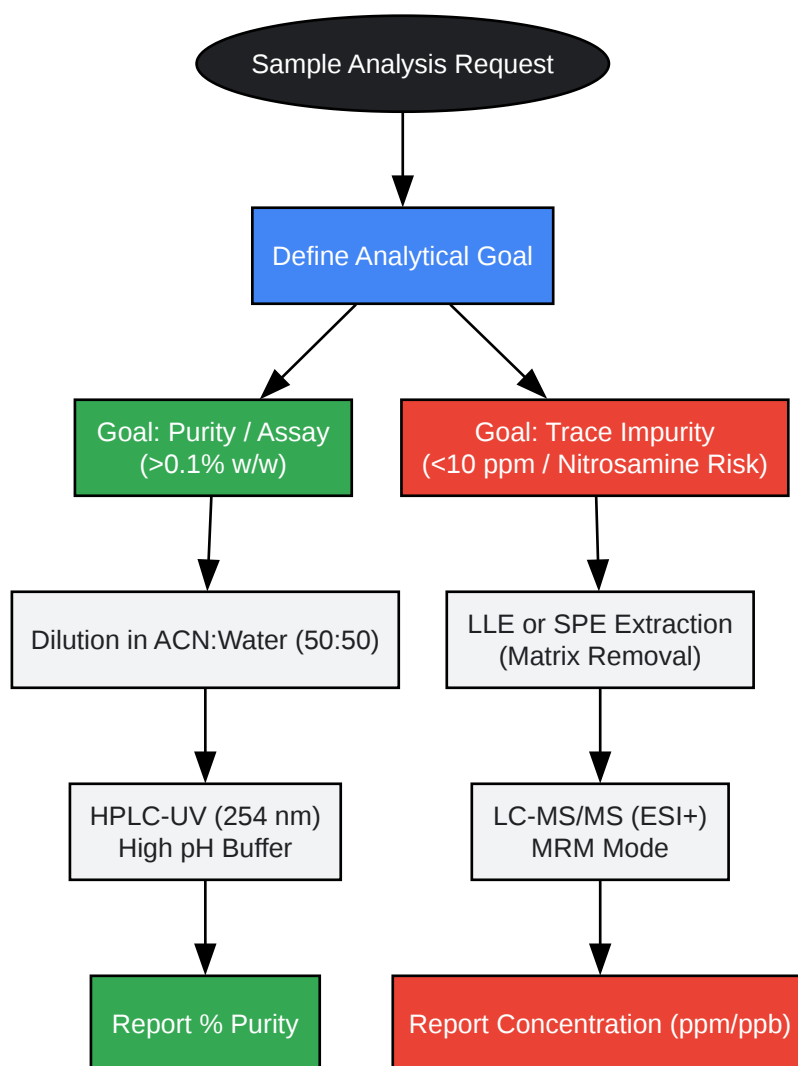 Sample Analysis Request
Define Analytical Goal
Goal: Purity / Assay
(>0.1% w/w)
Goal: Trace Impurity
(<10 ppm / Nitrosamine Risk)
Dilution in ACN:Water (50:50)
LLE or SPE Extraction
(Matrix Removal)
HPLC-UV (254 nm)
High pH Buffer
LC-MS/MS (ESI+)
MRM Mode
Report % Purity
Report Concentration (ppm/ppb)